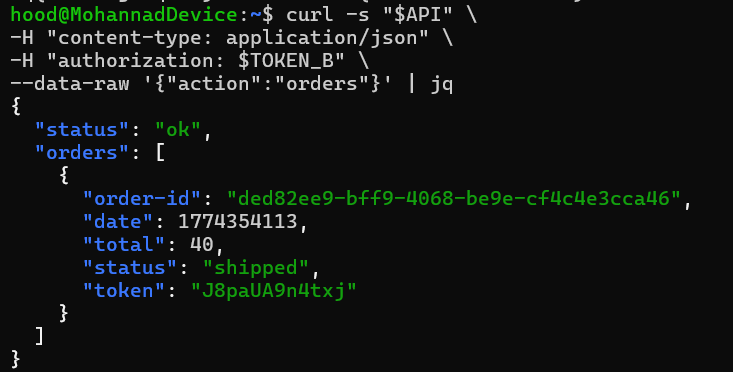 hood@MohannadDevice:~$ curl -s "$API" \
-H "content-type: application/json" \
-H "authorization: $TOKEN_B" \
--data-raw '{"action":"orders"}' | jq
{
  "status": "ok",
  "orders": [
    {
      "order-id": "ded82ee9-bff9-4068-be9e-cf4c4e3cca46",
      "date": 1774354113,
      "total": 40,
      "status": "shipped",
      "token": "J8paUA9n4txj"
    }
  ]
}